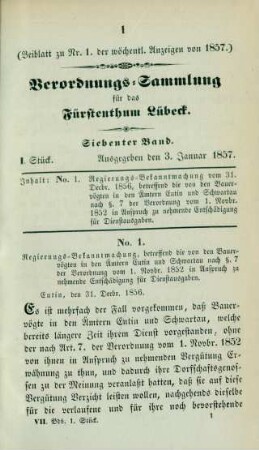 1
(Beiblatt zu Nr. 1. der wöchentl. Anzeigen von 1857.)
Verordnungs-Sammlung
für das
Fürstenthum Lübeck.
Siebenter Band.
1. Stück. Ausgegeben den 3. Januar 1857.
Inhalt: No. 1. Regierungs-Bekanntmachung vom 31.
Decbr. 1856, betreffend die von den Bauer-
vögten in den Ämtern Eutin und Schwartau
nach §. 7 der Verordnung vom 1. Novbr.
1852 in Anspruch zu nehmende Entschädigung
für Dienstausgaben.
No. 1.
Regierungs-Bekanntmachung, betreffend die von den Bauer-
vögten in den Ämtern Eutin und Schwartau nach §. 7
der Verordnung vom 1. Novbr. 1852 in Anspruch zu
nehmende Entschädigung für Dienstausgaben.
Eutin, den 31. Decbr. 1856.
Es ist mehrfach der Fall vorgekommen, daß Bauer-
vögte in den Ämtern Eutin und Schwartau, welche
bereits längere Zeit ihrem Dienst vorgestanden, ohne
der nach Art. 7. der Verordnung vom 1. Novbr. 1852
von ihnen in Anspruch zu nehmenden Vergütung Er-
wähnung zu thun, und dadurch ihre Dorfschaftsgenos-
sen zu der Meinung veranlaßt hatten, daß sie auf diese
Vergütung Verzicht leisten wollen, nachmals dieselbe
für die verlaufene und für ihre noch bevorstehende
VII. Bds. 1. Stück. 1